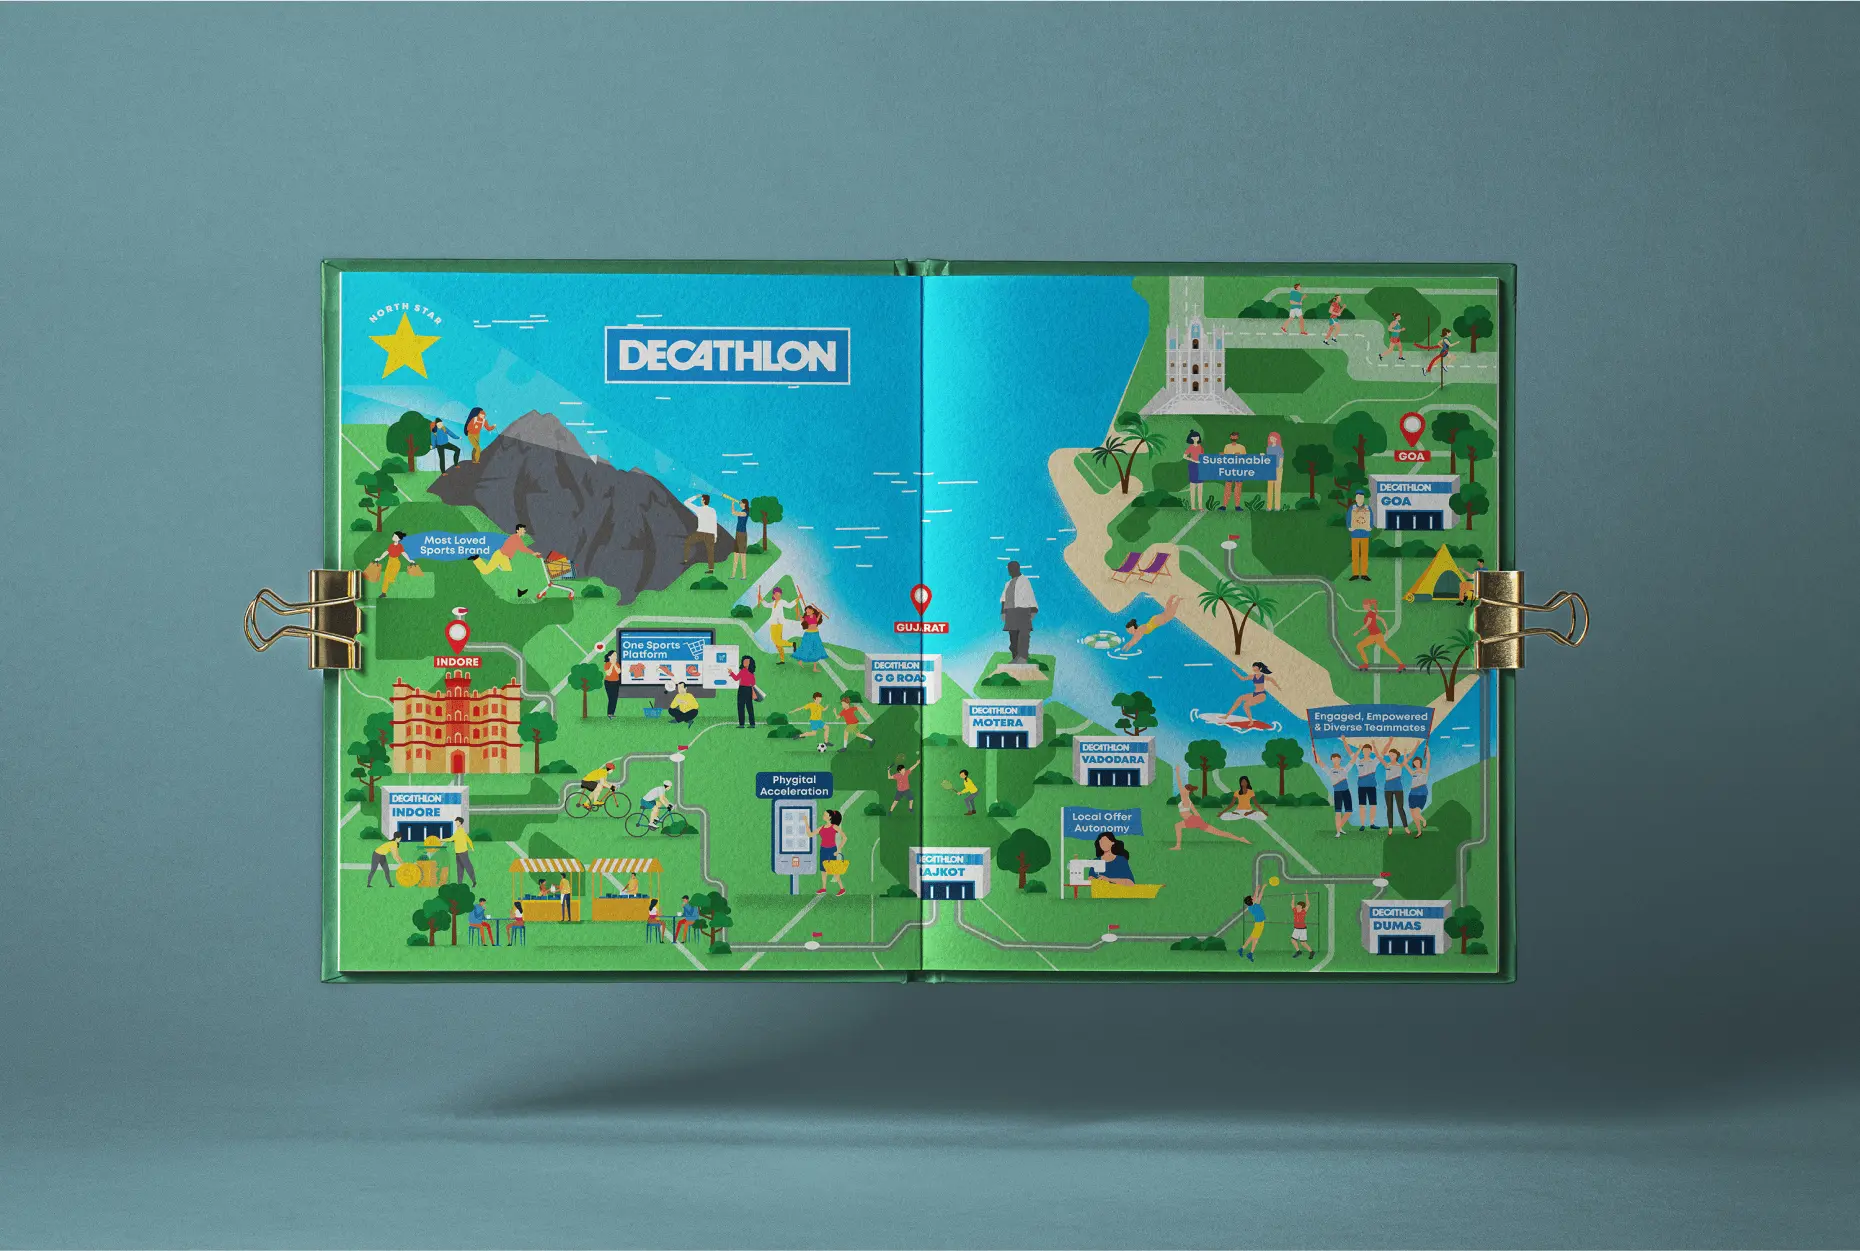 NORTH STAR
DECATHLON
Most Loved
Sports Brand
INDORE
DECATHLON
INDORE
One Sports
Platform
Phygital
Acceleration
GUJARAT
DECATHLON
C G ROAD
DECATHLON
MOTERA
DECATHLON
VADODARA
Local Offer
Autonomy
ECATHLON
AJKOT
Sustainable
Future
GOA
DECATHLON
GOA
Engaged, Empowered
& Diverse Teammates
DECATHLON
DUMAS